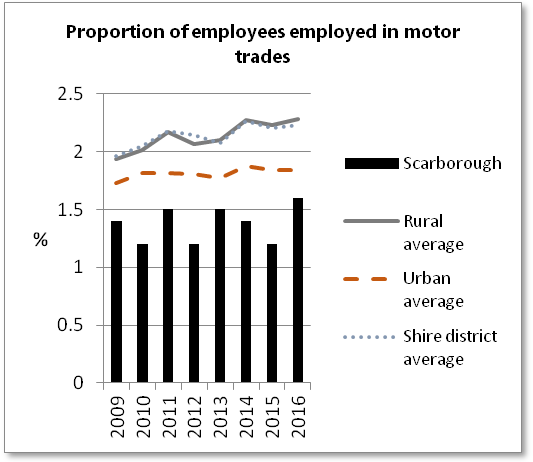 Proportion of employees employed in motor
trades
2.5
2
1.5
1
0.5
0
%
2009
2010
2011
2012
2013
2014
2015
2016
Scarborough
Rural
average
Urban
average
Shire district
average